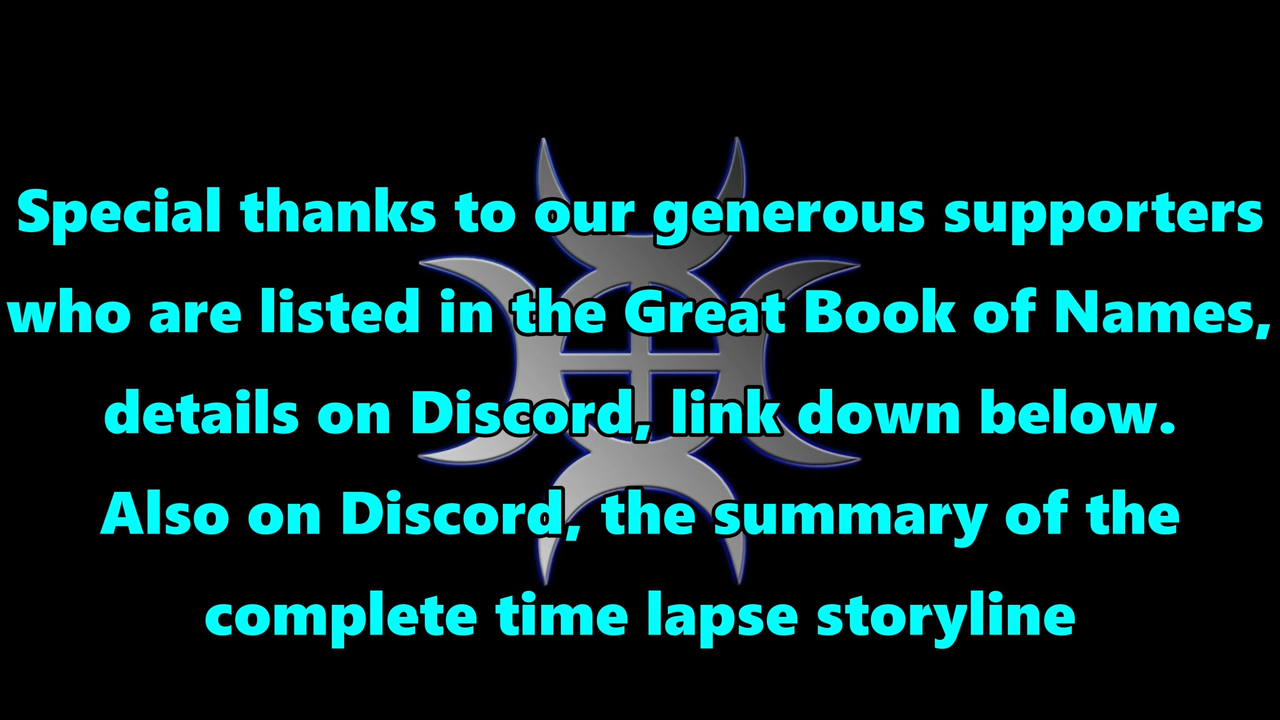 Special thanks to our generous supporters
who are listed in the Great Book of Names,
details on Discord, link down below.
Also on Discord, the summary of the
complete time lapse storyline